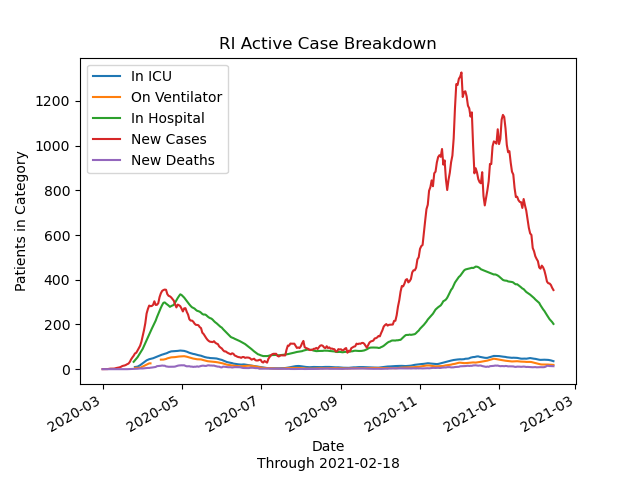 RI Active Case Breakdown
In ICU
On Ventilator
In Hospital
New Cases
New Deaths
Patients in Category
1200
1000
800
600
400
200
0
2020-03
2020-05
2020-07
2020-09
2020-11
2021-01
2021-03
Date
Through 2021-02-18